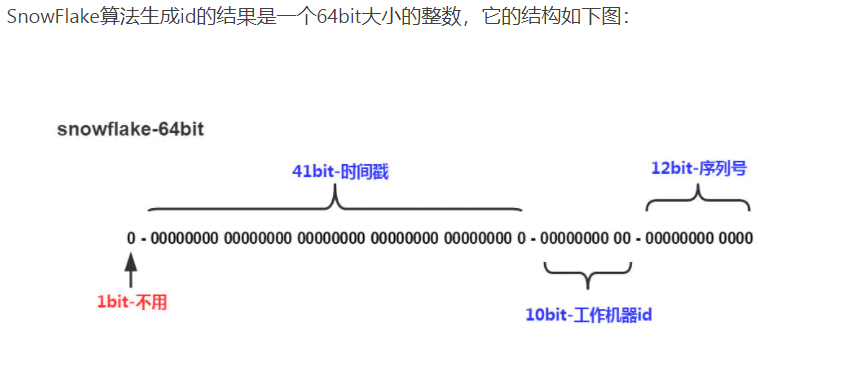 SnowFlake算法生成id的结果是一个64bit大小的整数，它的结构如下图：
snowflake-64bit
41bit-时间戳
12bit-序列号
0 - 00000000 00000000 00000000 00000000 00000000 0 - 00000000 00 - 00000000 0000
1bit-不用
10bit-工作机器id